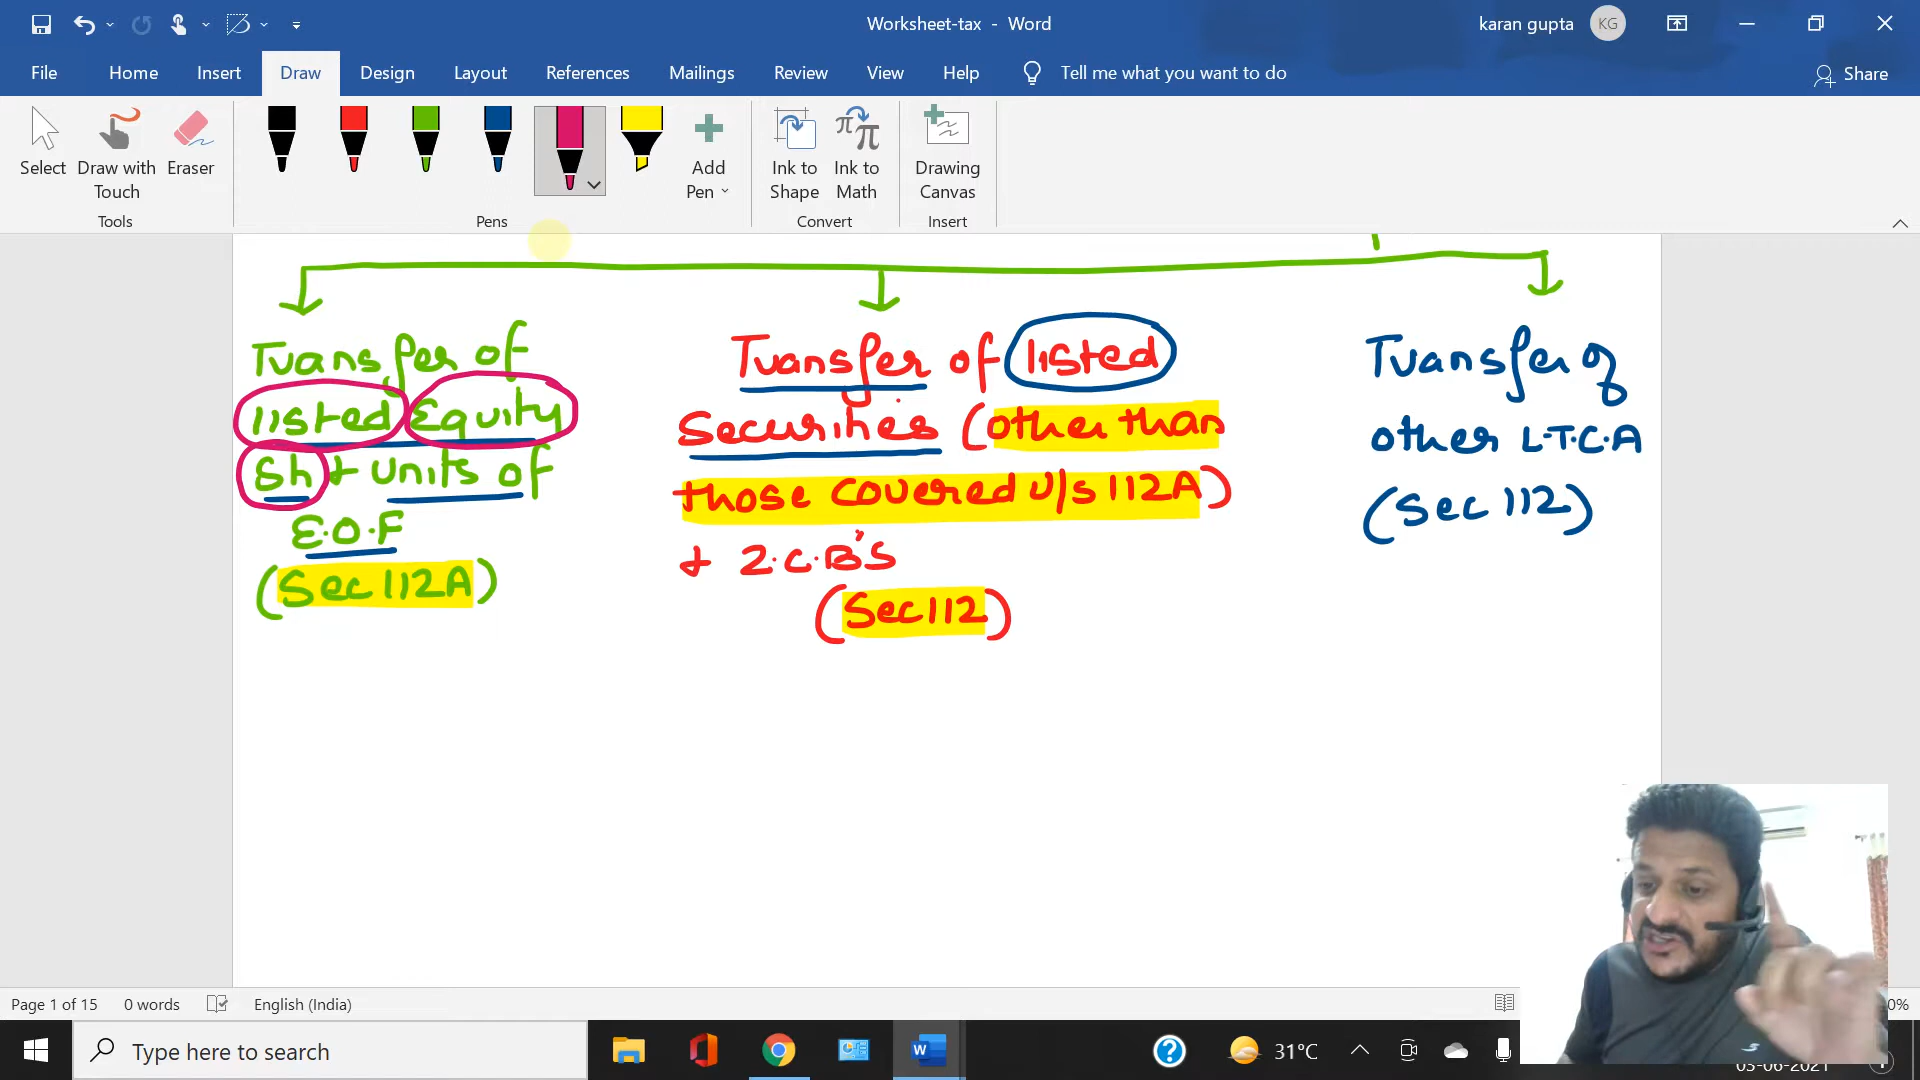 Worksheet-tax - Word
karan gupta
KG
File
Home
Insert
Draw
Design
Layout
References
Mailings
Review
View
Help
Tell me what you want to do
Share
Select
Draw with
Touch
Eraser
Add
Pen
Ink to
Shape
Ink to
Math
Drawing
Canvas
Tools
Pens
Convert
Insert
Transfer of
listed Equity
Sh + units of
E.O.F
(Sec 112A)
Transfer of listed
Securities (other than
those covered u/s 112A)
+ Z.C.B's
(Sec 112)
Transfer of
other L.T.C.A
(Sec 112)
Page 1 of 15
0 words
English (India)
0%
Type here to search
W
31°C
03-06-2021